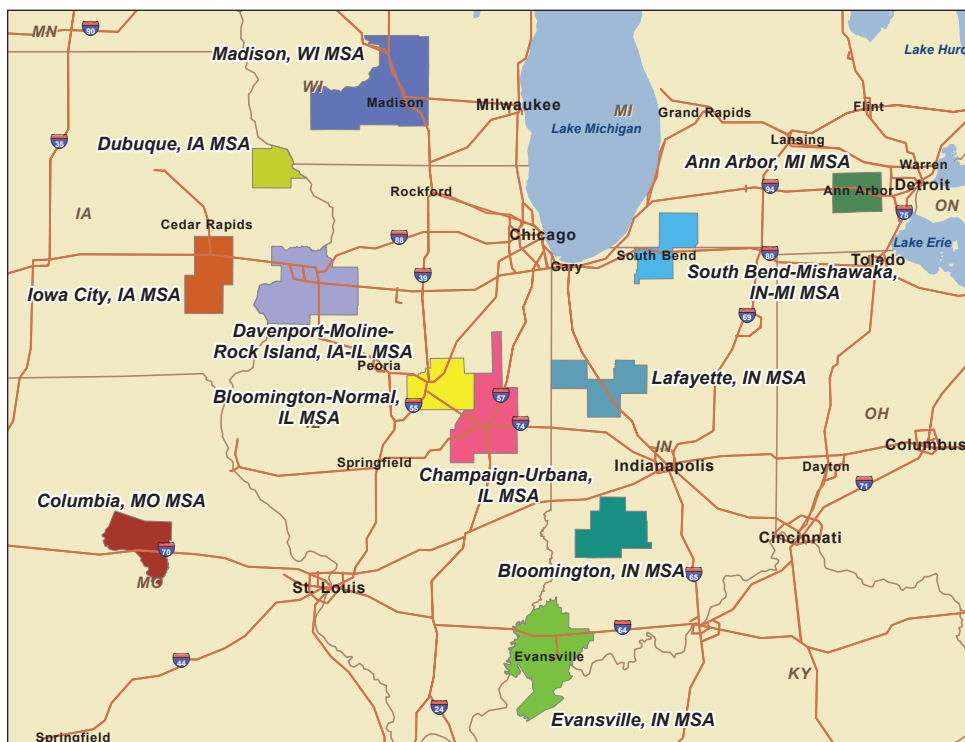 MN
90
Madison, WI MSA
Lake Huro
WI
Madison
Milwaukee
MI
Lake Michigan
Grand Rapids
Flint
Lansing
35
Dubuque, IA MSA
Ann Arbor, MI MSA
Warren
94
Ann Arbor
Detroit
Rockford
IA
ON
75
Cedar Rapids
88
Chicago
Lake Erie
Gary
South Bend
80
Toledo
39
Iowa City, IA MSA
South Bend-Mishawaka,
IN-MI MSA
69
Davenport-Moline-
Rock Island, IA-IL MSA
Peoria
Lafayette, IN MSA
Bloomington-Normal,
IL MSA
55
57
74
OH
Columbus
IN
Springfield
Indianapolis
Dayton
Champaign-Urbana,
IL MSA
71
Columbia, MO MSA
Cincinnati
70
Bloomington, IN MSA
65
MO
St. Louis
64
Evansville
44
KY
24
Evansville, IN MSA
Springfield